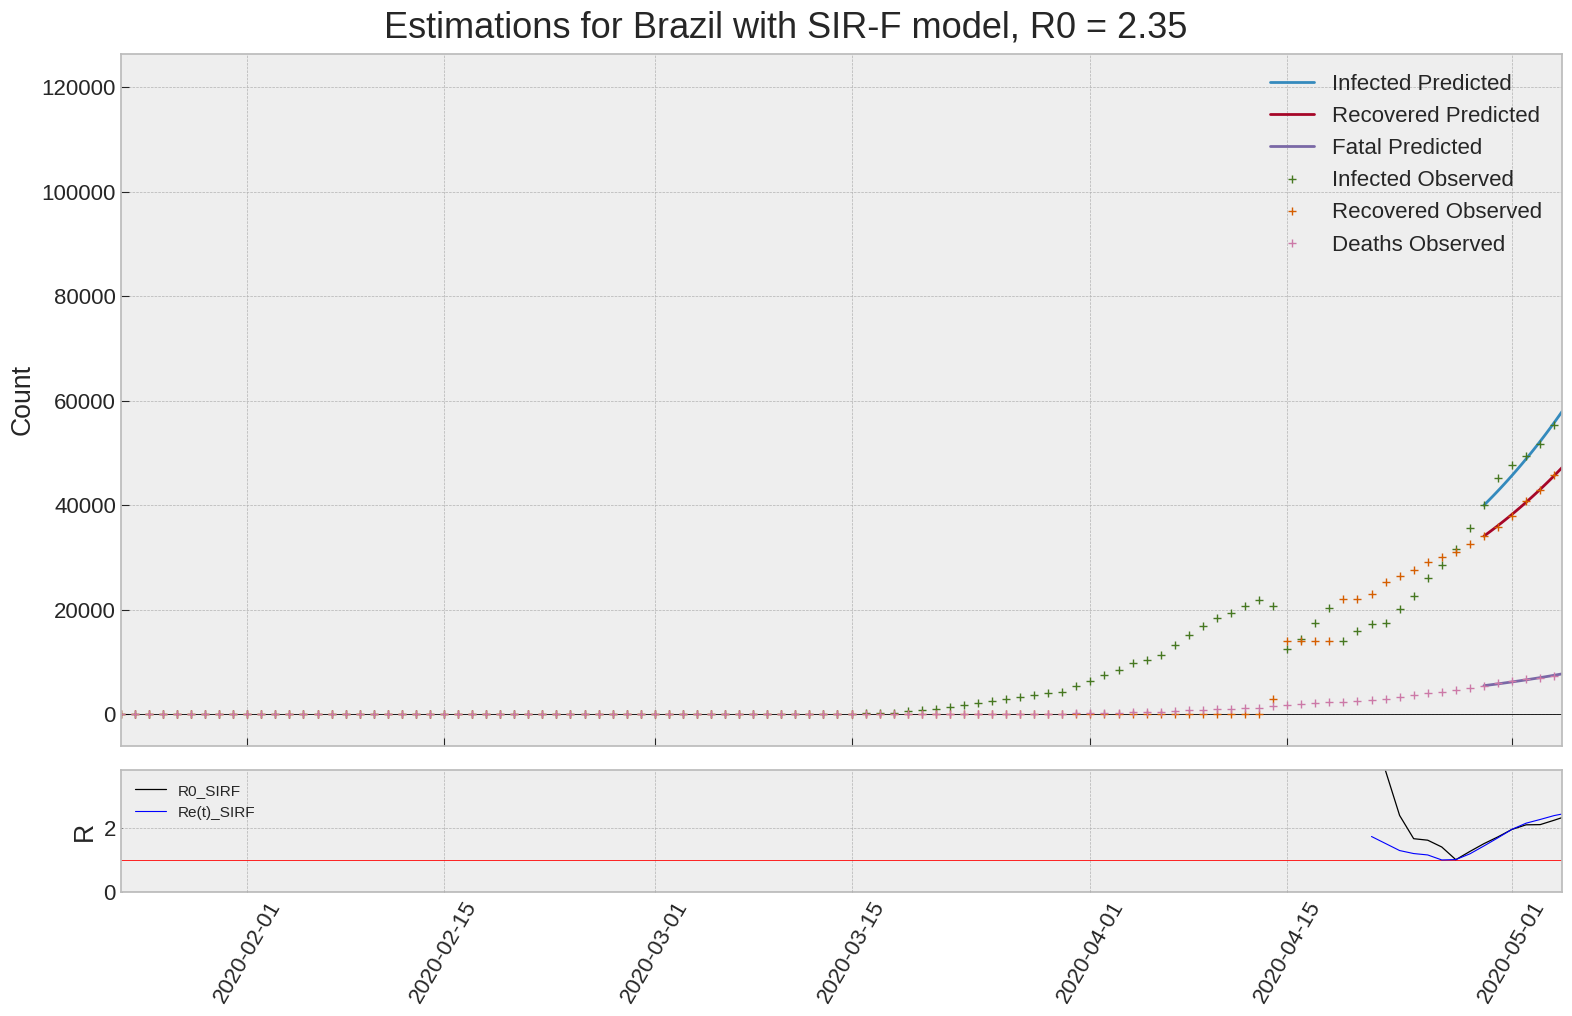 Estimations for Brazil with SIR-F model, R0 = 2.35
120000
100000
80000
60000
40000
20000
0
Count
Infected Predicted
Recovered Predicted
Fatal Predicted
Infected Observed
Recovered Observed
Deaths Observed
R0_SIRF
Re(t)_SIRF
R
2
0
2020-02-01
2020-02-15
2020-03-01
2020-03-15
2020-04-01
2020-04-15
2020-05-01